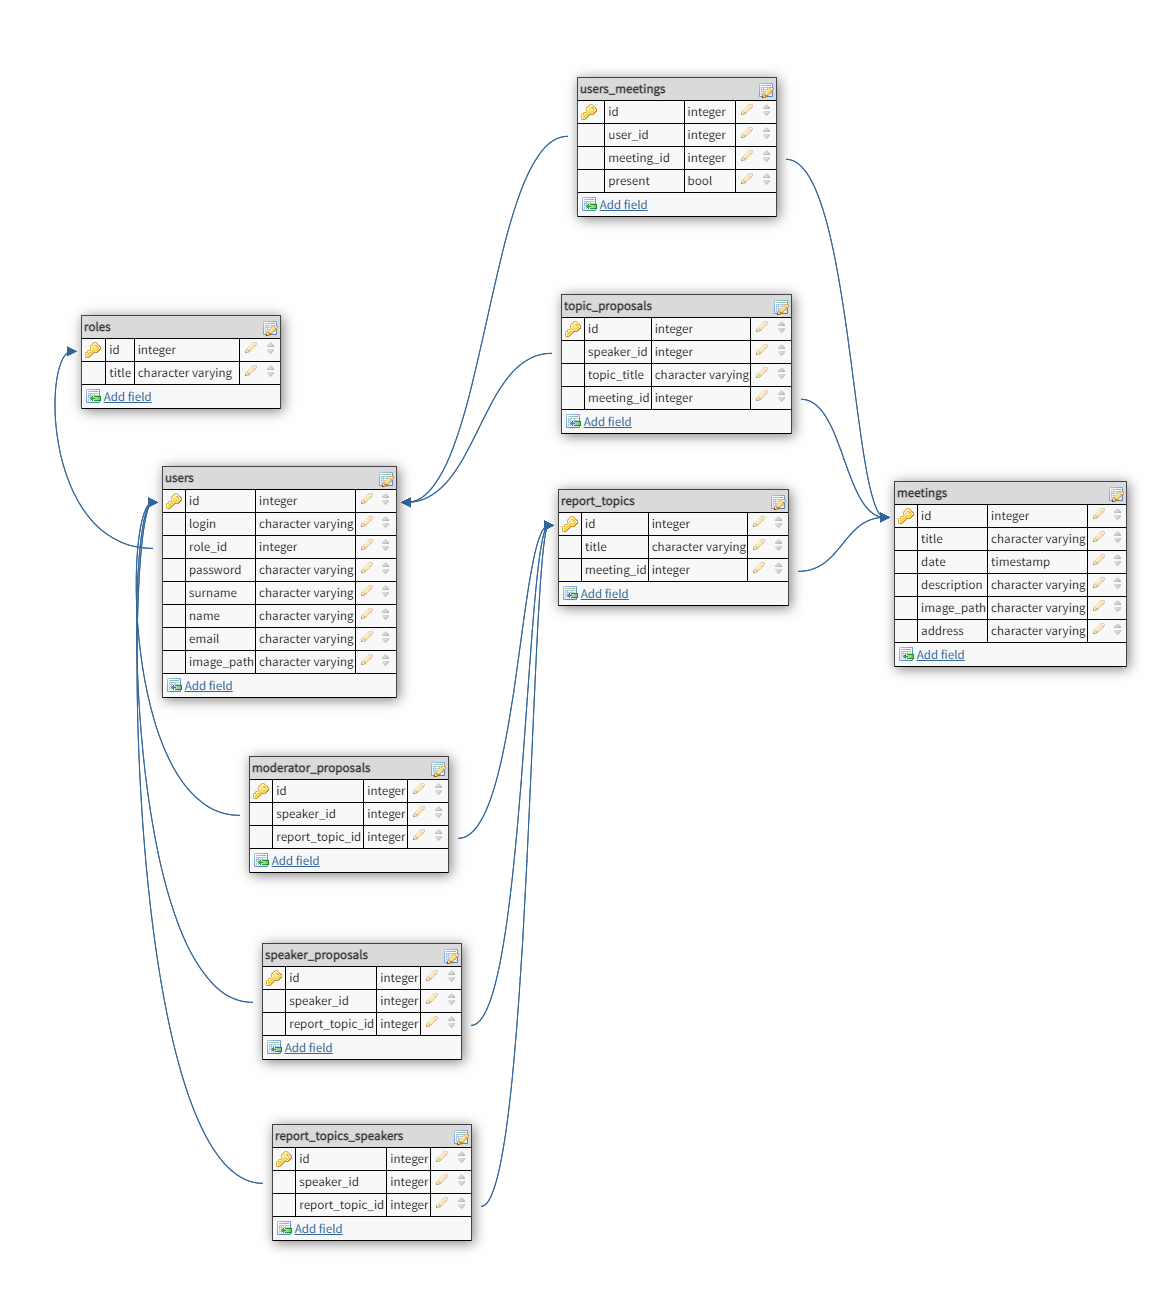 users_meetings
id integer
user_id integer
meeting_id integer
present bool
Add field
topic_proposals
id integer
speaker_id integer
topic_title character varying
meeting_id integer
Add field
roles
id integer
title character varying
Add field
users
id integer
login character varying
role_id integer
password character varying
surname character varying
name character varying
email character varying
image_path character varying
Add field
report_topics
id integer
title character varying
meeting_id integer
Add field
meetings
id integer
title character varying
date timestamp
description character varying
image_path character varying
address character varying
Add field
moderator_proposals
id integer
speaker_id integer
report_topic_id integer
Add field
speaker_proposals
id integer
speaker_id integer
report_topic_id integer
Add field
report_topics_speakers
id integer
speaker_id integer
report_topic_id integer
Add field